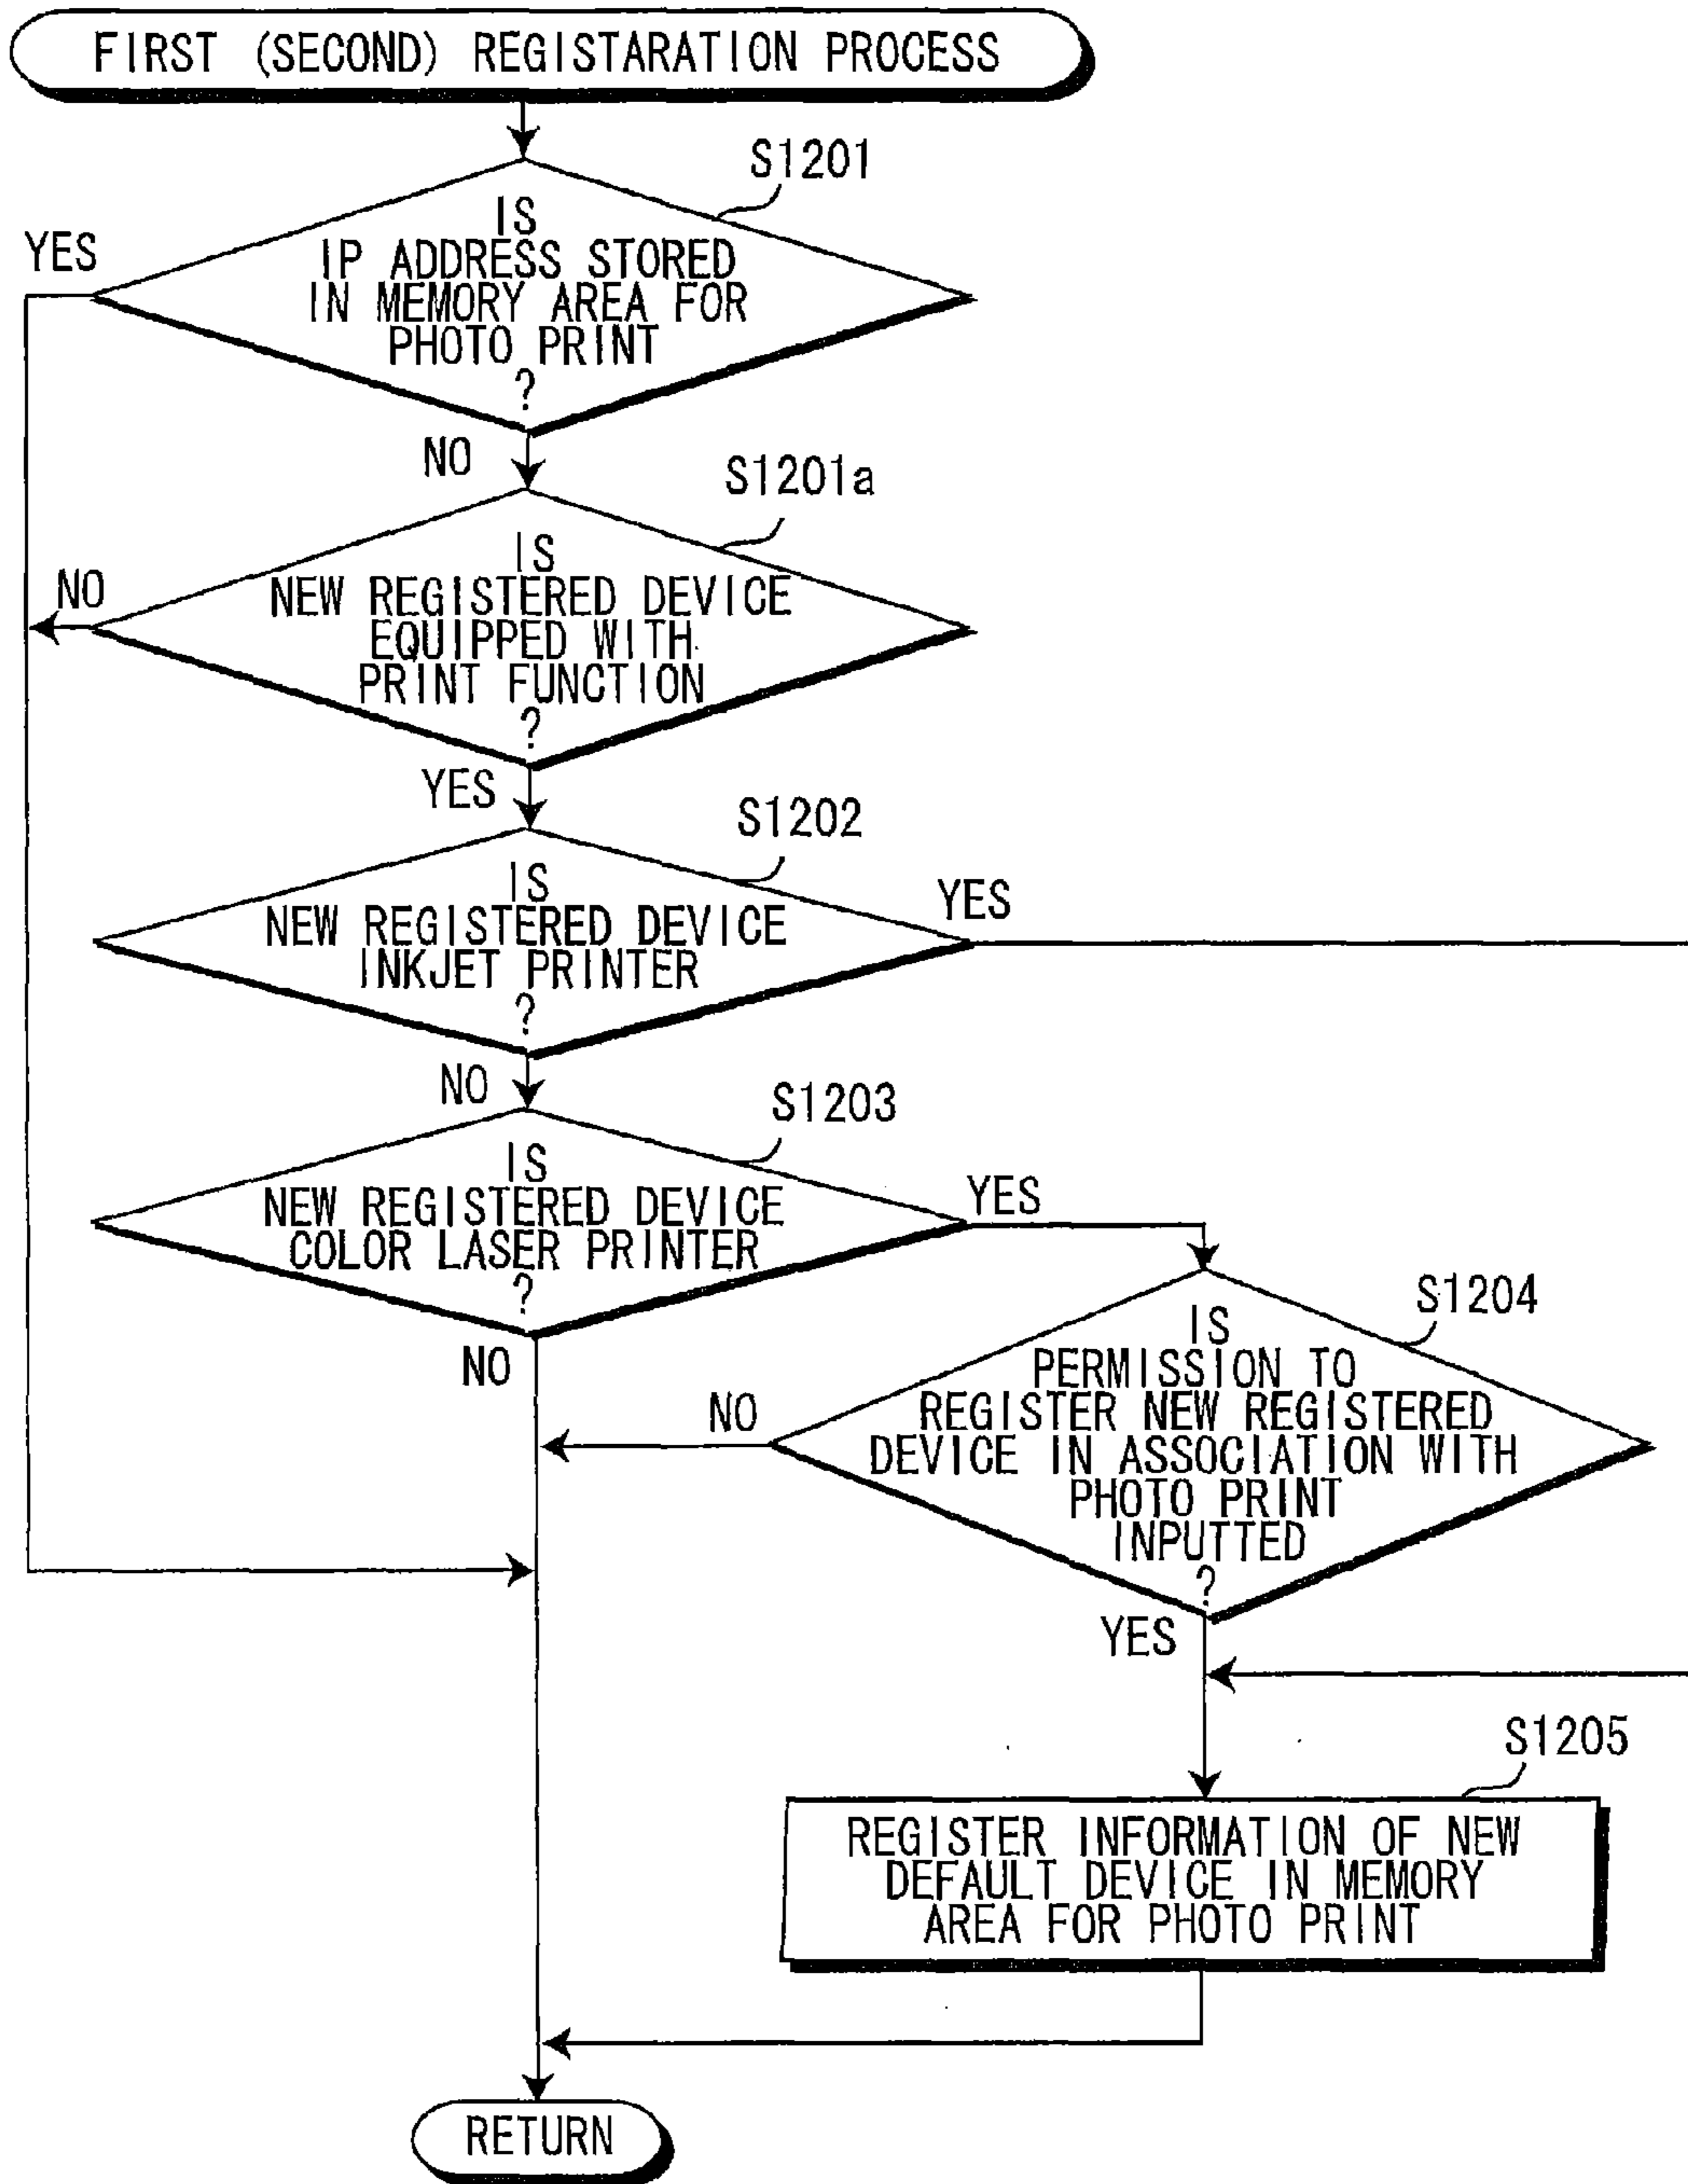 FIRST (SECOND) REGISTARATION PROCESS
S1201
IS
IP ADDRESS STORED
IN MEMORY AREA FOR
PHOTO PRINT
?
YES
NO
S1201a
IS
NEW REGISTERED DEVICE
EQUIPPED WITH
PRINT FUNCTION
?
NO
YES
S1202
IS
NEW REGISTERED DEVICE
INKJET PRINTER
?
YES
NO
S1203
IS
NEW REGISTERED DEVICE
COLOR LASER PRINTER
?
YES
NO
S1204
IS
PERMISSION TO
REGISTER NEW REGISTERED
DEVICE IN ASSOCIATION WITH
PHOTO PRINT
INPUTTED
?
NO
YES
S1205
REGISTER INFORMATION OF NEW
DEFAULT DEVICE IN MEMORY
AREA FOR PHOTO PRINT
RETURN